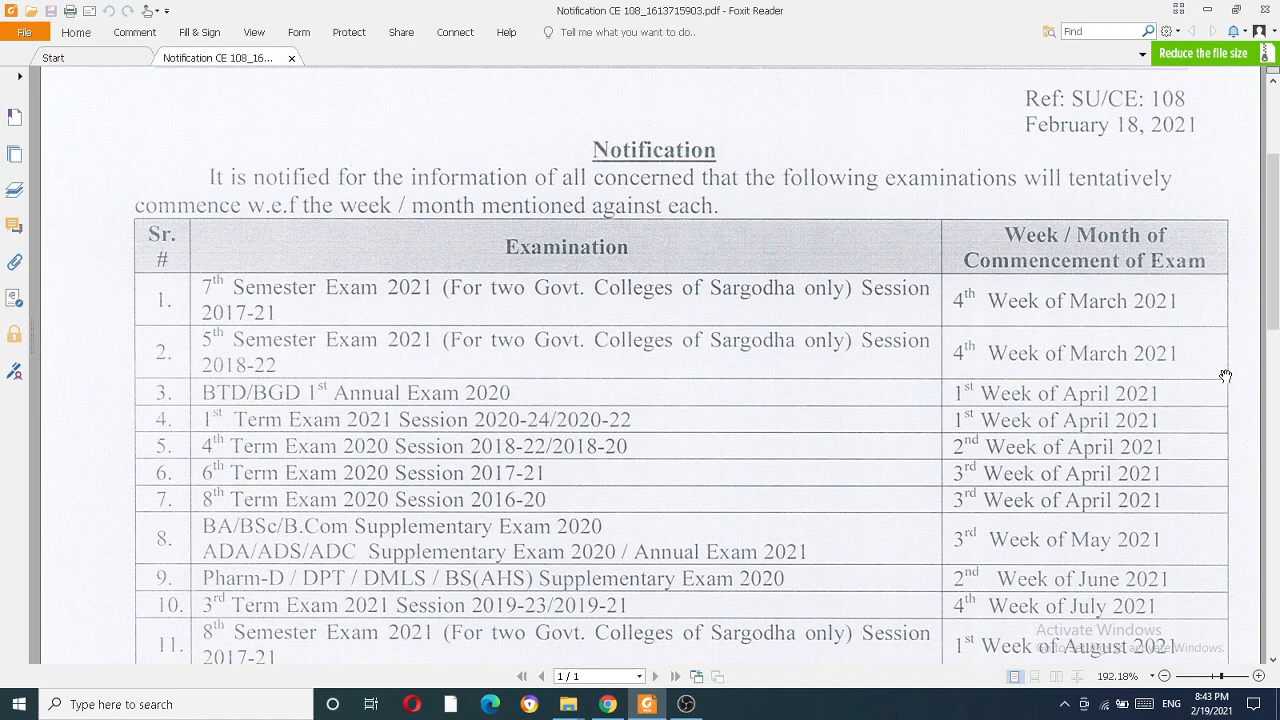 Notification CE 108_1613715903.pdf - Foxit Reader
File Home Comment Fill & Sign View Form Protect Share Connect Help Tell me what you want to do.. Find
Start Notification CE 108_16... Reduce the file size
Ref: SU/CE: 108
February 18, 2021
Notification
It is notified for the information of all concerned that the following examinations will tentatively
commence w.e.f the week / month mentioned against each.
Sr. # Examination Week / Month of Commencement of Exam
1. 7th Semester Exam 2021 (For two Govt. Colleges of Sargodha only) Session 2017-21 4th Week of March 2021
2. 5th Semester Exam 2021 (For two Govt. Colleges of Sargodha only) Session 2018-22 4th Week of March 2021
3. BTD/BGD 1st Annual Exam 2020 1st Week of April 2021
4. 1st Term Exam 2021 Session 2020-24/2020-22 1st Week of April 2021
5. 4th Term Exam 2020 Session 2018-22/2018-20 2nd Week of April 2021
6. 6th Term Exam 2020 Session 2017-21 3rd Week of April 2021
7. 8th Term Exam 2020 Session 2016-20 3rd Week of April 2021
8. BA/BSc/B.Com Supplementary Exam 2020
ADA/ADS/ADC Supplementary Exam 2020 / Annual Exam 2021 3rd Week of May 2021
9. Pharm-D / DPT / DMLS / BS(AHS) Supplementary Exam 2020 2nd Week of June 2021
10. 3rd Term Exam 2021 Session 2019-23/2019-21 4th Week of July 2021
11. 8th Semester Exam 2021 (For two Govt. Colleges of Sargodha only) Session 2017-21 1st Week of August 2021
Activate Windows
Go to Settings to activate Windows.
1 / 1 192.18%
Type here to search 8:43 PM
2/19/2021